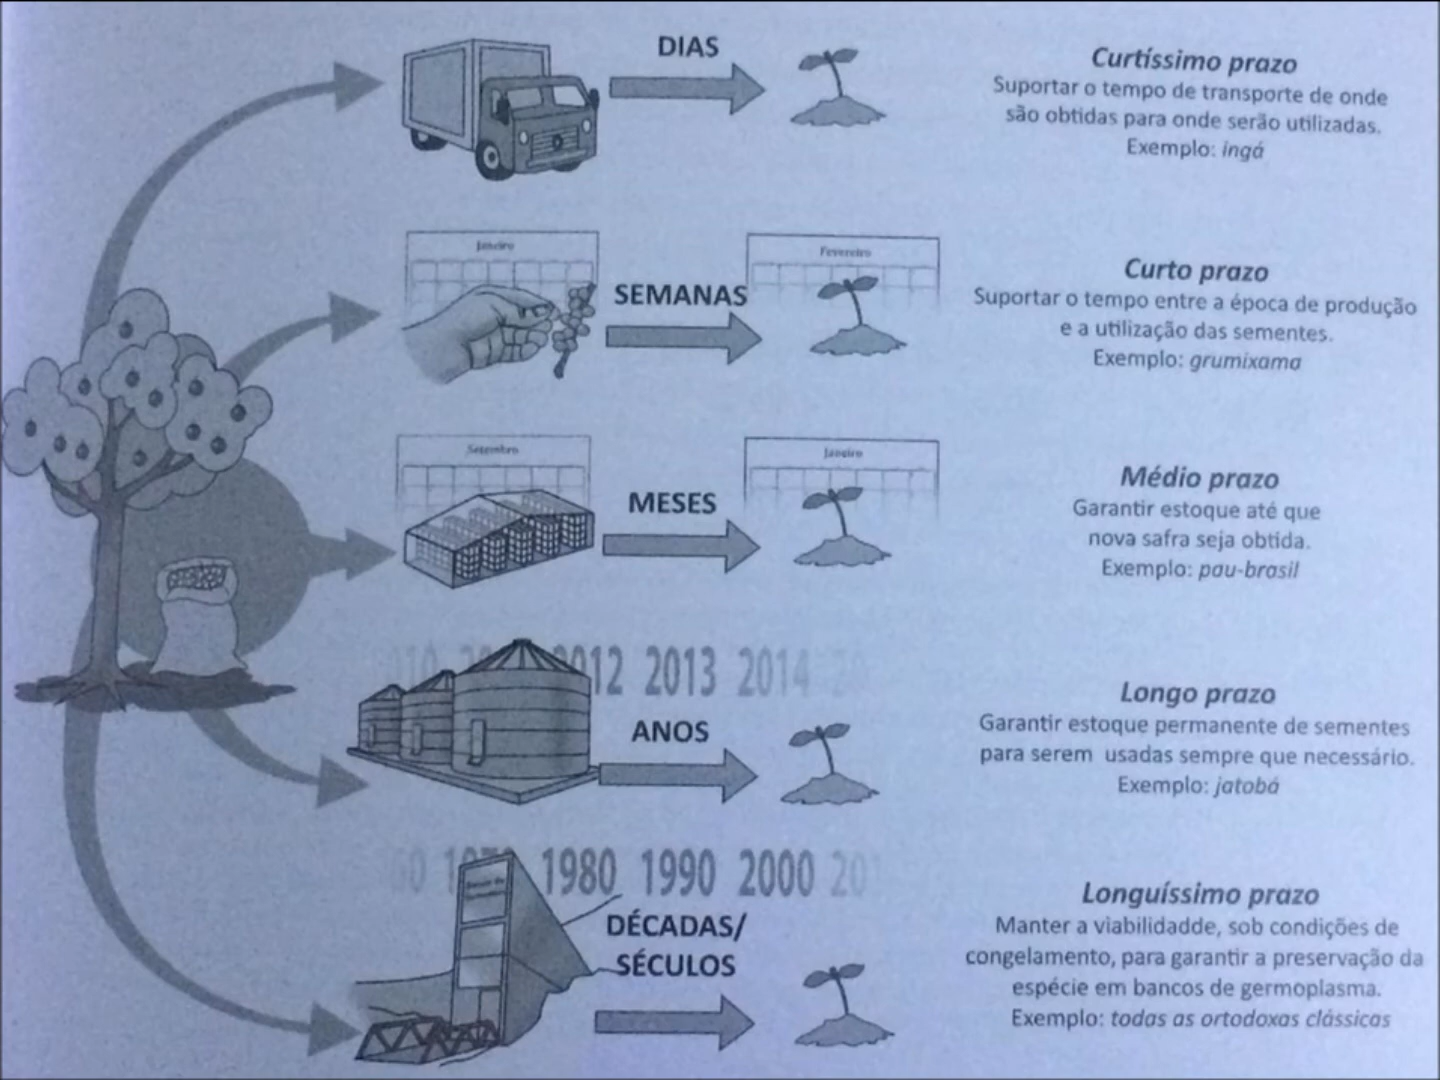 DIAS
Curtíssimo prazo
Suportar o tempo de transporte de onde
são obtidas para onde serão utilizadas.
Exemplo: ingá
Janeiro
SEMANAS
Fevereiro
Curto prazo
Suportar o tempo entre a época de produção
e a utilização das sementes.
Exemplo: grumixama
Setembro
MESES
Janeiro
Médio prazo
Garantir estoque até que
nova safra seja obtida.
Exemplo: pau-brasil
2012 2013 2014
ANOS
Longo prazo
Garantir estoque permanente de sementes
para serem usadas sempre que necessário.
Exemplo: jatobá
1980 1990 2000
DÉCADAS/
SÉCULOS
Longuíssimo prazo
Manter a viabilidadde, sob condições de
congelamento, para garantir a preservação da
espécie em bancos de germoplasma.
Exemplo: todas as ortodoxas clássicas